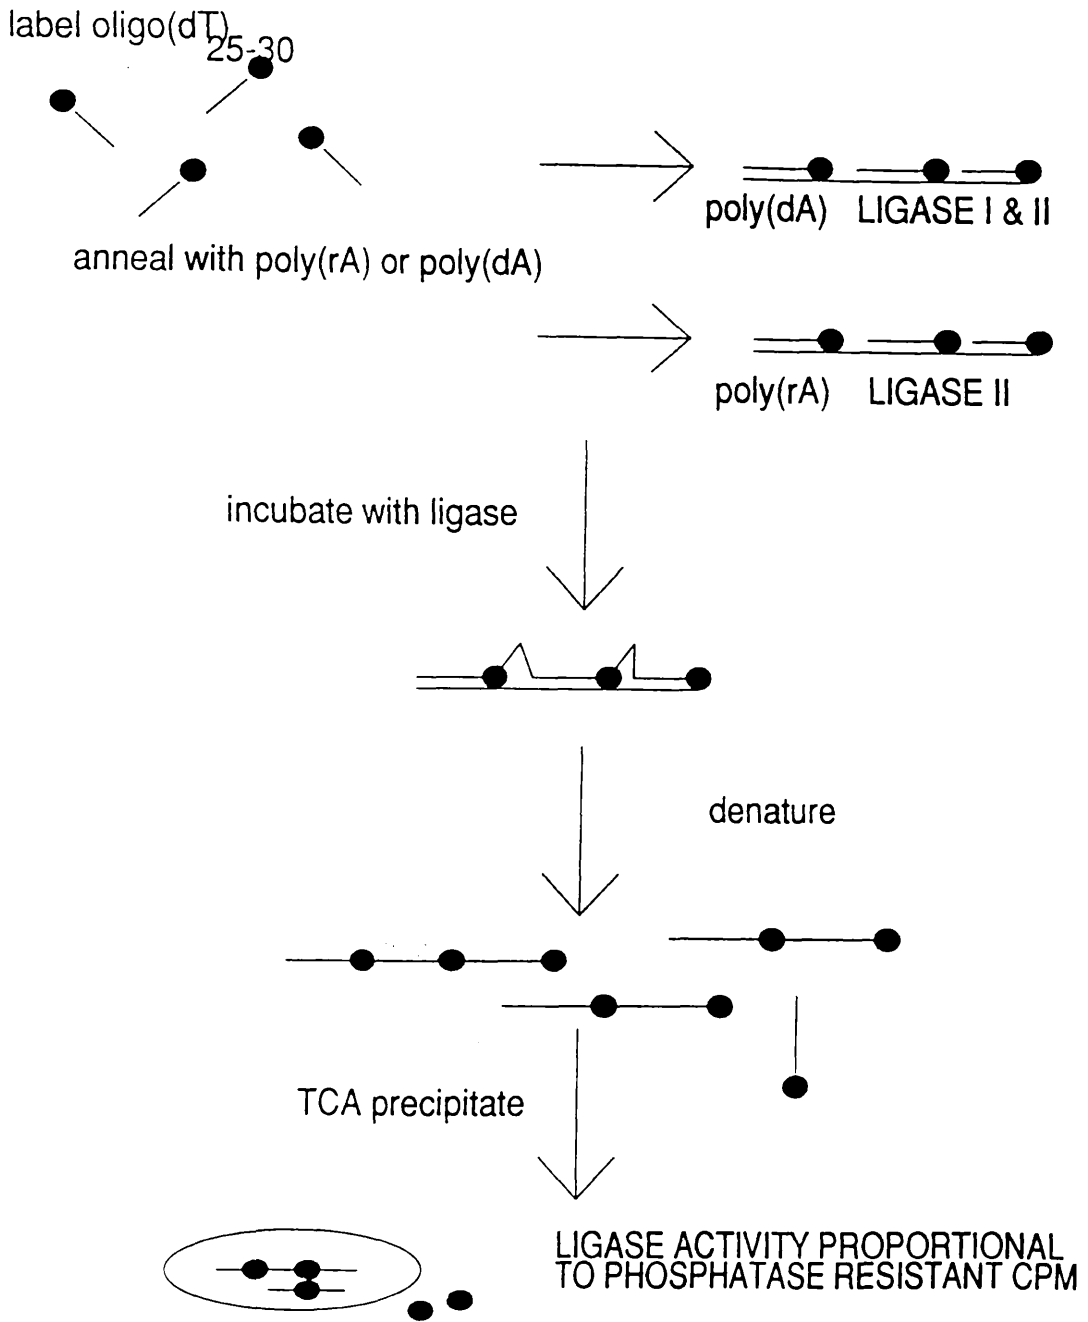 label oligo(dT)25-30
anneal with poly(rA) or poly(dA)
poly(dA) LIGASE I & II
poly(rA) LIGASE II
incubate with ligase
denature
TCA precipitate
LIGASE ACTIVITY PROPORTIONAL
TO PHOSPHATASE RESISTANT CPM